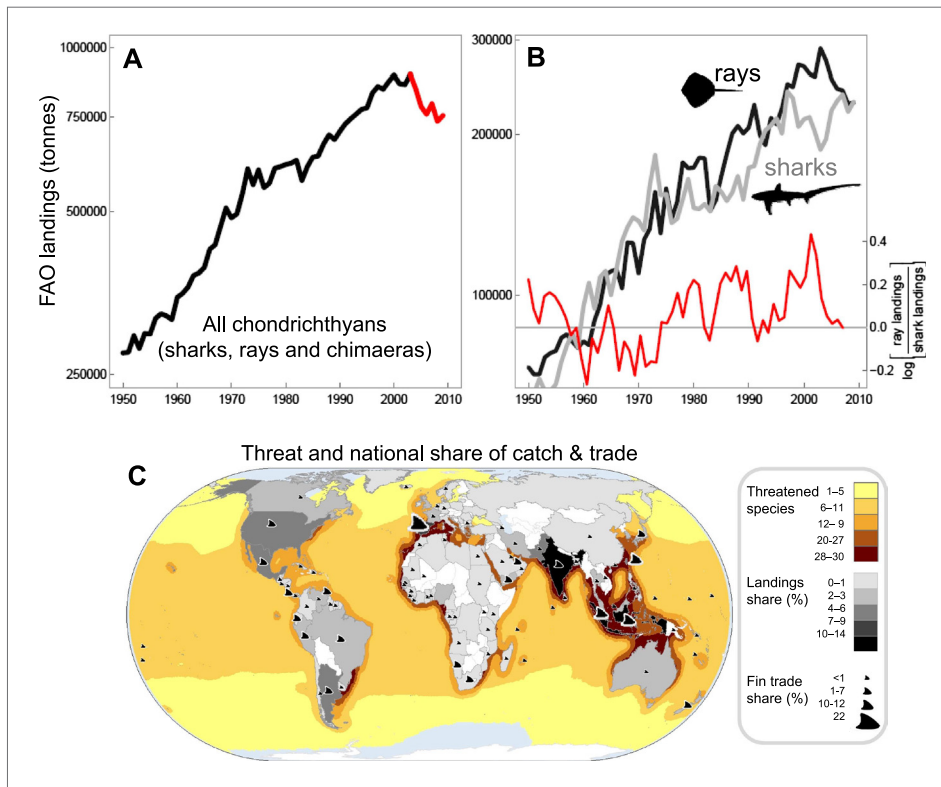 A
1000000
750000
500000
250000
FAO landings (tonnes)
All chondrichthyans
(sharks, rays and chimaeras)
1950 1960 1970 1980 1990 2000 2010
B
300000
200000
100000
rays
sharks
0.4
0.2
0.0
−0.2
log [ ray landings / shark landings ]
1950 1960 1970 1980 1990 2000 2010
C
Threat and national share of catch & trade
Threatened
species
1–5
6–11
12– 9
20-27
28–30
Landings
share (%)
0–1
2–3
4–6
7–9
10–14
Fin trade
share (%)
<1
1-7
10-12
22